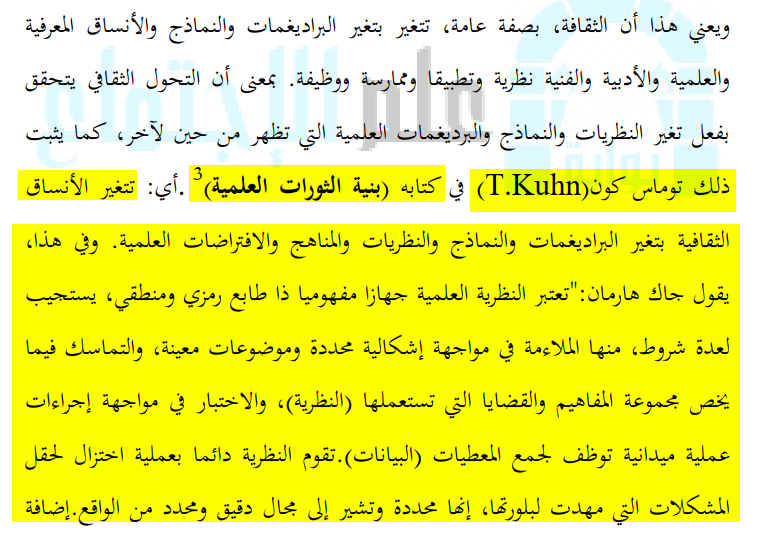 ويعني هذا أن الثقافة، بصفة عامة، تتغير بتغير البراديغمات والنماذج والأنساق المعرفية
والعلمية والأدبية والفنية نظرية وتطبيقا وممارسة ووظيفة. بمعنى أن التحول الثقافي يتحقق
بفعل تغير النظريات والنماذج والبرديغمات العلمية التي تظهر من حين لآخر، كما يثبت
ذلك توماس كون(T.Kuhn) في كتابه (بنية الثورات العلمية)3.أي: تتغير الأنساق
الثقافية بتغير البراديغمات والنماذج والنظريات والمناهج والافتراضات العلمية. وفي هذا،
يقول جاك هارمان:"تعتبر النظرية العلمية جهازا مفهوميا ذا طابع رمزي ومنطقي، يستجيب
لعدة شروط، منها الملاءمة في مواجهة إشكالية محددة وموضوعات معينة، والتماسك فيما
يخص مجموعة المفاهيم والقضايا التي تستعملها (النظرية)، والاختبار في مواجهة إجراءات
عملية ميدانية توظف لجمع المعطيات (البيانات).تقوم النظرية دائما بعملية اختزال لحقل
المشكلات التي مهدت لبلورتها، إنها محددة وتشير إلى مجال دقيق ومحدد من الواقع.إضافة
علم الاجتماع
بوابة